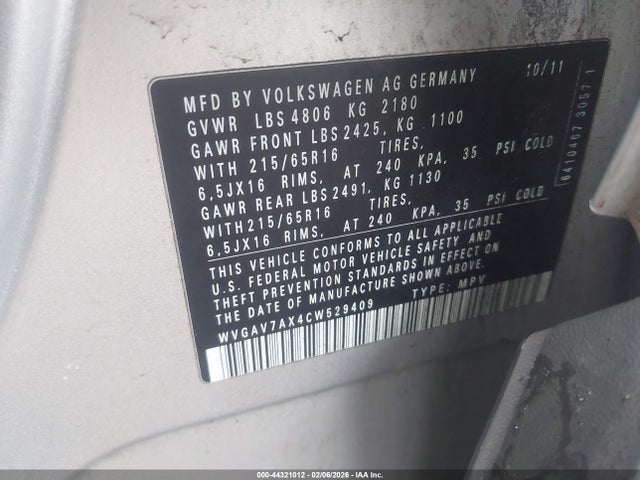 MFD BY VOLKSWAGEN AG GERMANY 10/11
GVWR LBS 4806 KG 2180
GAWR FRONT LBS 2425, KG 1100
WITH 215/65R16 TIRES,
6,5JX16 RIMS, AT 240 KPA, 35 PSI COLD
GAWR REAR LBS 2491, KG 1130
WITH 215/65R16 TIRES,
6,5JX16 RIMS, AT 240 KPA, 35 PSI COLD
THIS VEHICLE CONFORMS TO ALL APPLICABLE
U.S. FEDERAL MOTOR VEHICLE SAFETY AND
THEFT PREVENTION STANDARDS IN EFFECT ON
THE DATE OF MANUFACTURE SHOWN ABOVE.
WVGAV7AX4CW529409 TYPE: MPV
8410467 3057 1
000-44321012 - 02/06/2026 - IAA Inc.